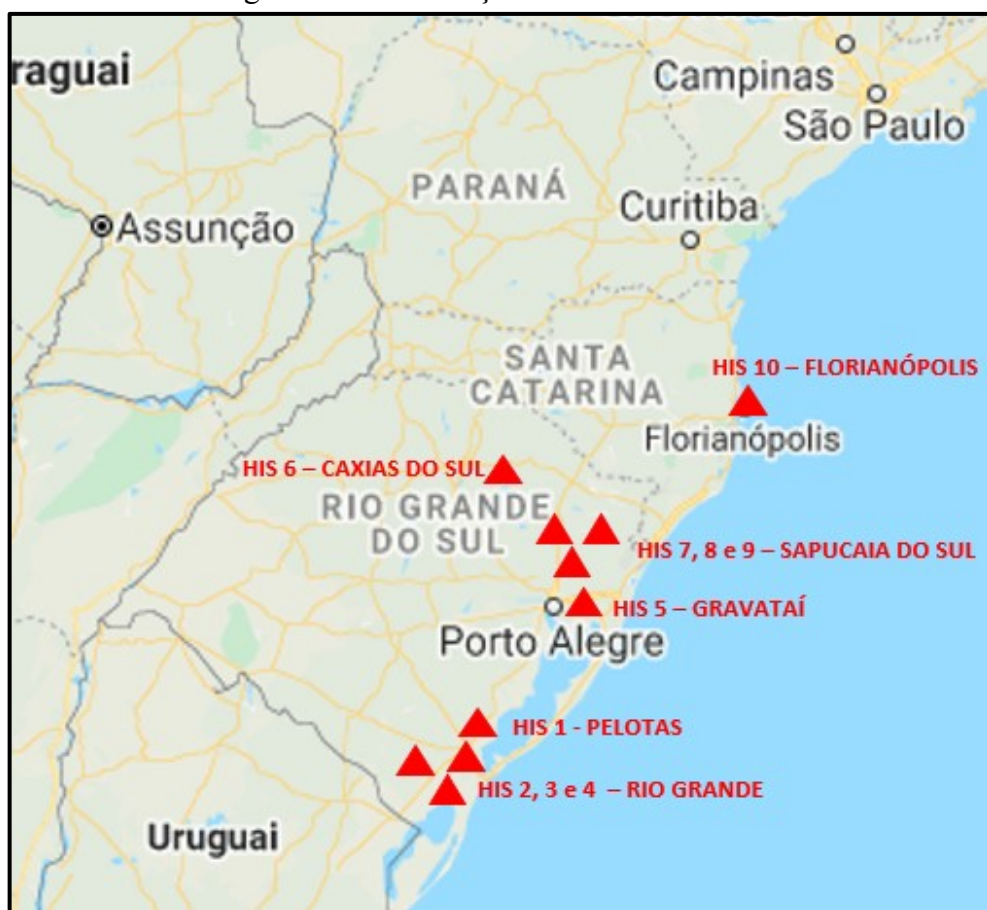 raguai
Campinas
São Paulo
PARANÁ
Curitiba
Assunção
SANTA
CATARINA
HIS 10 – FLORIANÓPOLIS
Florianópolis
HIS 6 – CAXIAS DO SUL
RIO GRANDE
DO SUL
HIS 7, 8 e 9 – SAPUCAIA DO SUL
HIS 5 – GRAVATAÍ
Porto Alegre
HIS 1 - PELOTAS
HIS 2, 3 e 4 – RIO GRANDE
Uruguai